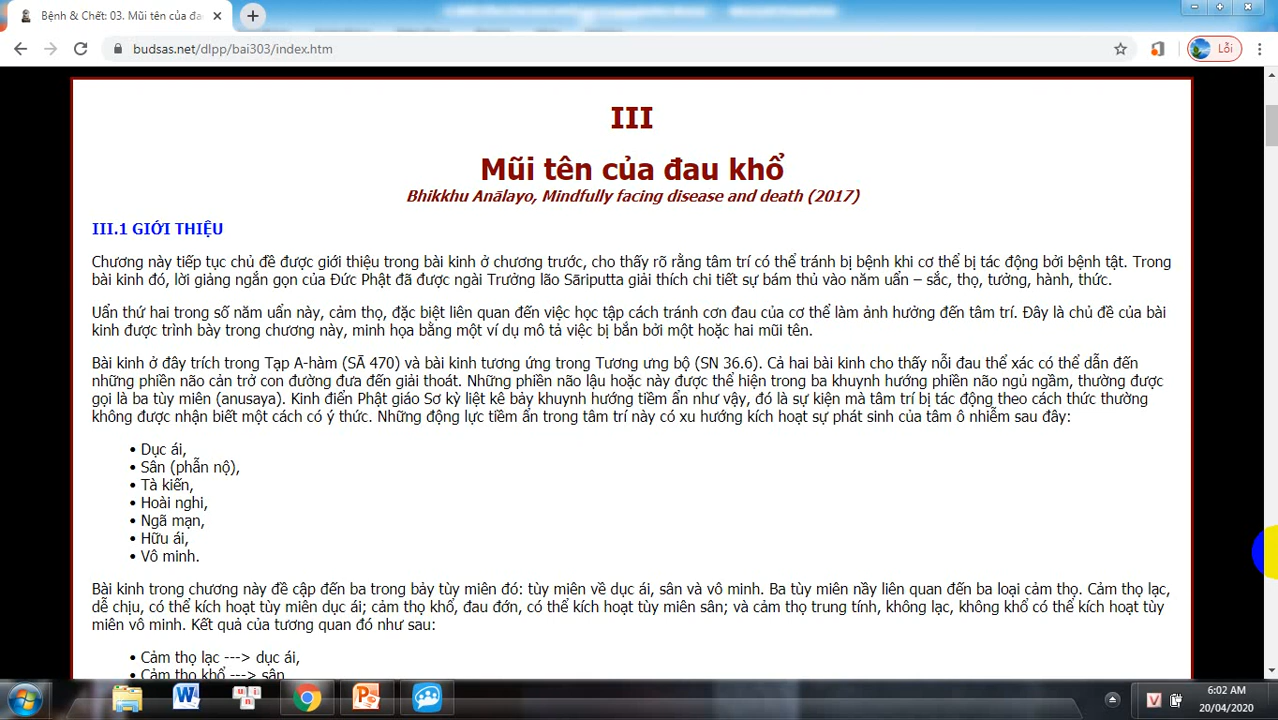 Bệnh & Chết: 03. Mũi tên của đa
budsas.net/dlpp/bai303/index.htm
Lỗi
III
Mũi tên của đau khổ
Bhikkhu Anālayo, Mindfully facing disease and death (2017)
III.1 GIỚI THIỆU
Chương này tiếp tục chủ đề được giới thiệu trong bài kinh ở chương trước, cho thấy rõ rằng tâm trí có thể tránh bị bệnh khi cơ thể bị tác động bởi bệnh tật. Trong
bài kinh đó, lời giảng ngắn gọn của Đức Phật đã được ngài Trưởng lão Sāriputta giải thích chi tiết sự bám thủ vào năm uẩn – sắc, thọ, tưởng, hành, thức.
Uẩn thứ hai trong số năm uẩn này, cảm thọ, đặc biệt liên quan đến việc học tập cách tránh cơn đau của cơ thể làm ảnh hưởng đến tâm trí. Đây là chủ đề của bài
kinh được trình bày trong chương này, minh họa bằng một ví dụ mô tả việc bị bắn bởi một hoặc hai mũi tên.
Bài kinh ở đây trích trong Tạp A-hàm (SĀ 470) và bài kinh tương ứng trong Tương ưng bộ (SN 36.6). Cả hai bài kinh cho thấy nỗi đau thể xác có thể dẫn đến
những phiền não cản trở con đường đưa đến giải thoát. Những phiền não lậu hoặc này được thể hiện trong ba khuynh hướng phiền não ngủ ngầm, thường được
gọi là ba tùy miên (anusaya). Kinh điển Phật giáo Sơ kỳ liệt kê bảy khuynh hướng tiềm ẩn như vậy, đó là sự kiện mà tâm trí bị tác động theo cách thức thường
không được nhận biết một cách có ý thức. Những động lực tiềm ẩn trong tâm trí này có xu hướng kích hoạt sự phát sinh của tâm ô nhiễm sau đây:
• Dục ái,
• Sân (phẫn nộ),
• Tà kiến,
• Hoài nghi,
• Ngã mạn,
• Hữu ái,
• Vô minh.
Bài kinh trong chương này đề cập đến ba trong bảy tùy miên đó: tùy miên về dục ái, sân và vô minh. Ba tùy miên nầy liên quan đến ba loại cảm thọ. Cảm thọ lạc,
dễ chịu, có thể kích hoạt tùy miên dục ái; cảm thọ khổ, đau đớn, có thể kích hoạt tùy miên sân; và cảm thọ trung tính, không lạc, không khổ có thể kích hoạt tùy
miên vô minh. Kết quả của tương quan đó như sau:
• Cảm thọ lạc ---> dục ái,
• Cảm thọ khổ ---> sân
6:02 AM
20/04/2020